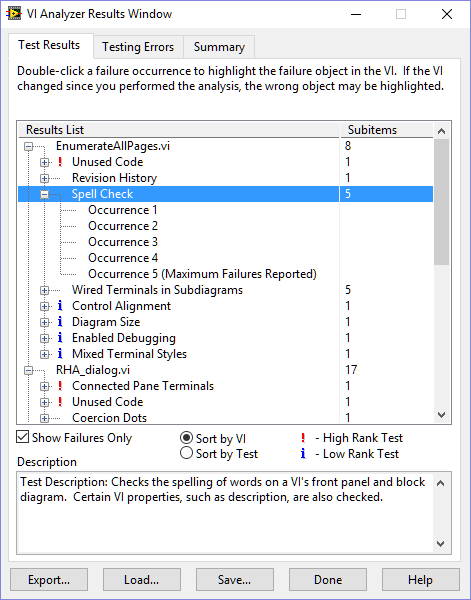 VI Analyzer Results Window
Test Results Testing Errors Summary
Double-click a failure occurrence to highlight the failure object in the VI. If the VI
changed since you performed the analysis, the wrong object may be highlighted.
Results List Subitems
EnumerateAllPages.vi 8
! Unused Code 1
Revision History 1
Spell Check 5
Occurrence 1
Occurrence 2
Occurrence 3
Occurrence 4
Occurrence 5 (Maximum Failures Reported)
Wired Terminals in Subdiagrams 5
i Control Alignment 1
i Diagram Size 1
i Enabled Debugging 1
i Mixed Terminal Styles 1
RHA_dialog.vi 17
! Connected Pane Terminals 1
! Unused Code 1
Coercion Dots 1
Show Failures Only Sort by VI ! - High Rank Test
Sort by Test i - Low Rank Test
Description
Test Description: Checks the spelling of words on a VI's front panel and block
diagram. Certain VI properties, such as description, are also checked.
Export... Load... Save... Done Help